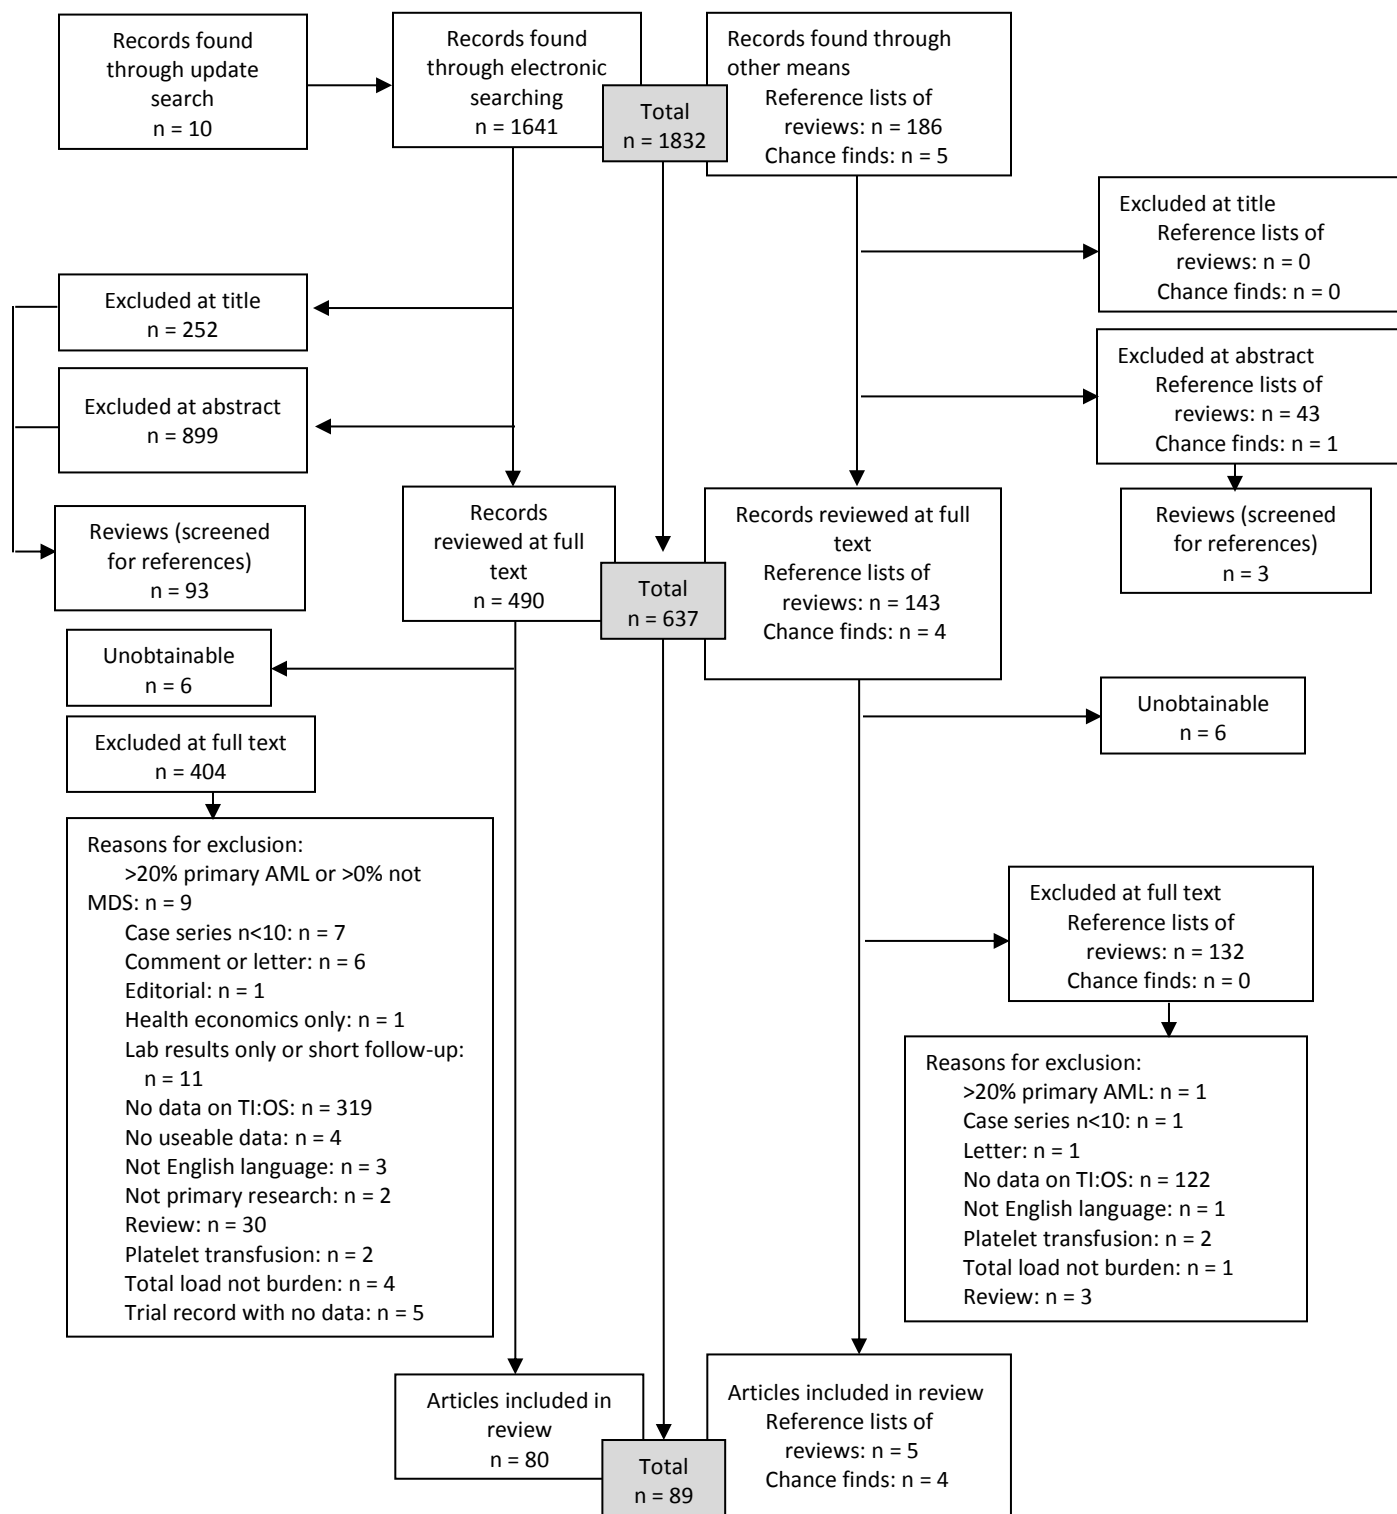 Records found
through update
search
n = 10
Records found
through electronic
searching
n = 1641
Total
n = 1832
Records found through
other means
Reference lists of
reviews: n = 186
Chance finds: n = 5
Excluded at title
Reference lists of
reviews: n = 0
Chance finds: n = 0
Excluded at title
n = 252
Excluded at abstract
Reference lists of
reviews: n = 43
Chance finds: n = 1
Excluded at abstract
n = 899
Reviews (screened
for references)
n = 93
Records
reviewed at full
text
n = 490
Total
n = 637
Records reviewed at full
text
Reference lists of
reviews: n = 143
Chance finds: n = 4
Reviews (screened
for references)
n = 3
Unobtainable
n = 6
Unobtainable
n = 6
Excluded at full text
n = 404
Reasons for exclusion:
>20% primary AML or >0% not
MDS: n = 9
Case series n<10: n = 7
Comment or letter: n = 6
Editorial: n = 1
Health economics only: n = 1
Lab results only or short follow-up:
n = 11
No data on TI:OS: n = 319
No useable data: n = 4
Not English language: n = 3
Not primary research: n = 2
Review: n = 30
Platelet transfusion: n = 2
Total load not burden: n = 4
Trial record with no data: n = 5
Excluded at full text
Reference lists of
reviews: n = 132
Chance finds: n = 0
Reasons for exclusion:
>20% primary AML: n = 1
Case series n<10: n = 1
Letter: n = 1
No data on TI:OS: n = 122
Not English language: n = 1
Platelet transfusion: n = 2
Total load not burden: n = 1
Review: n = 3
Articles included in
review
n = 80
Total
n = 89
Articles included in review
Reference lists of
reviews: n = 5
Chance finds: n = 4